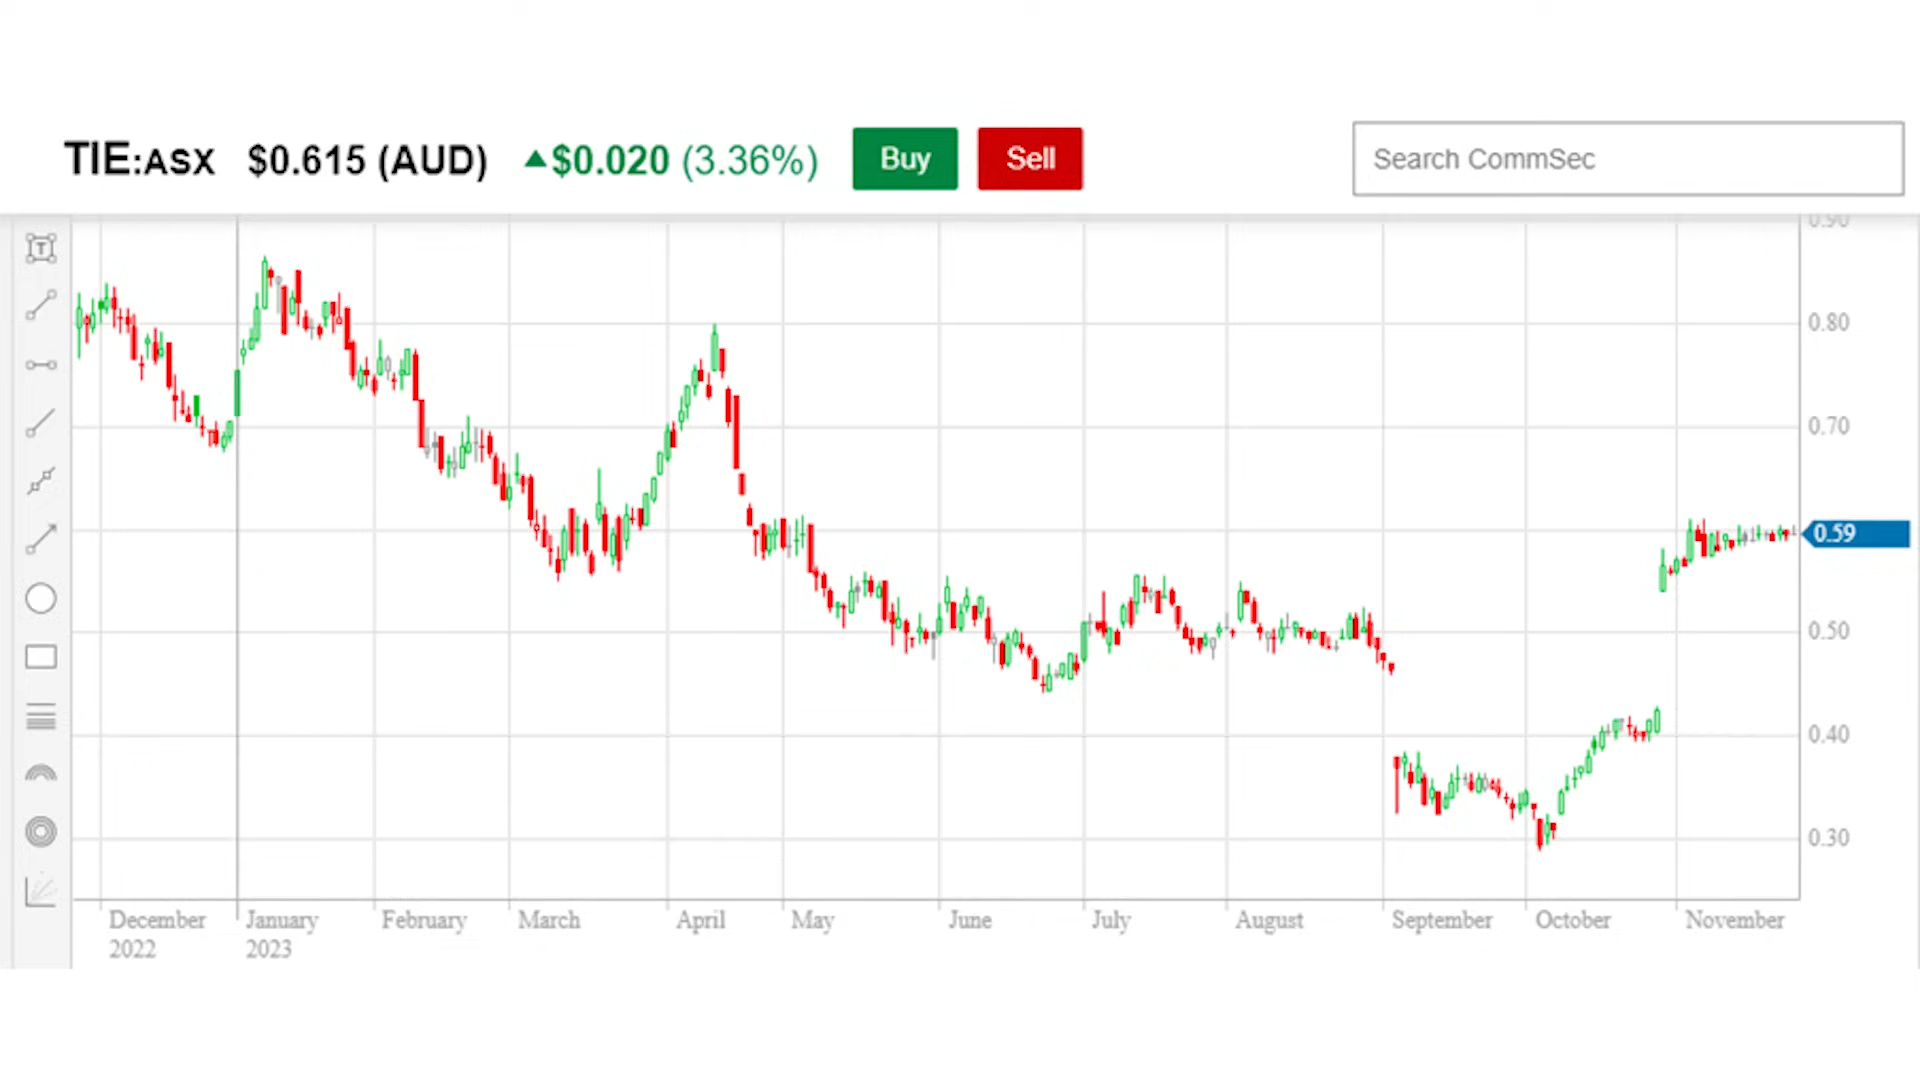 TIE:ASX $0.615 (AUD) ▲$0.020 (3.36%) Buy Sell Search CommSec
0.90
T
0.80
0.70
0.59
0.50
0.40
0.30
December January February March April May June July August September October November
2022 2023